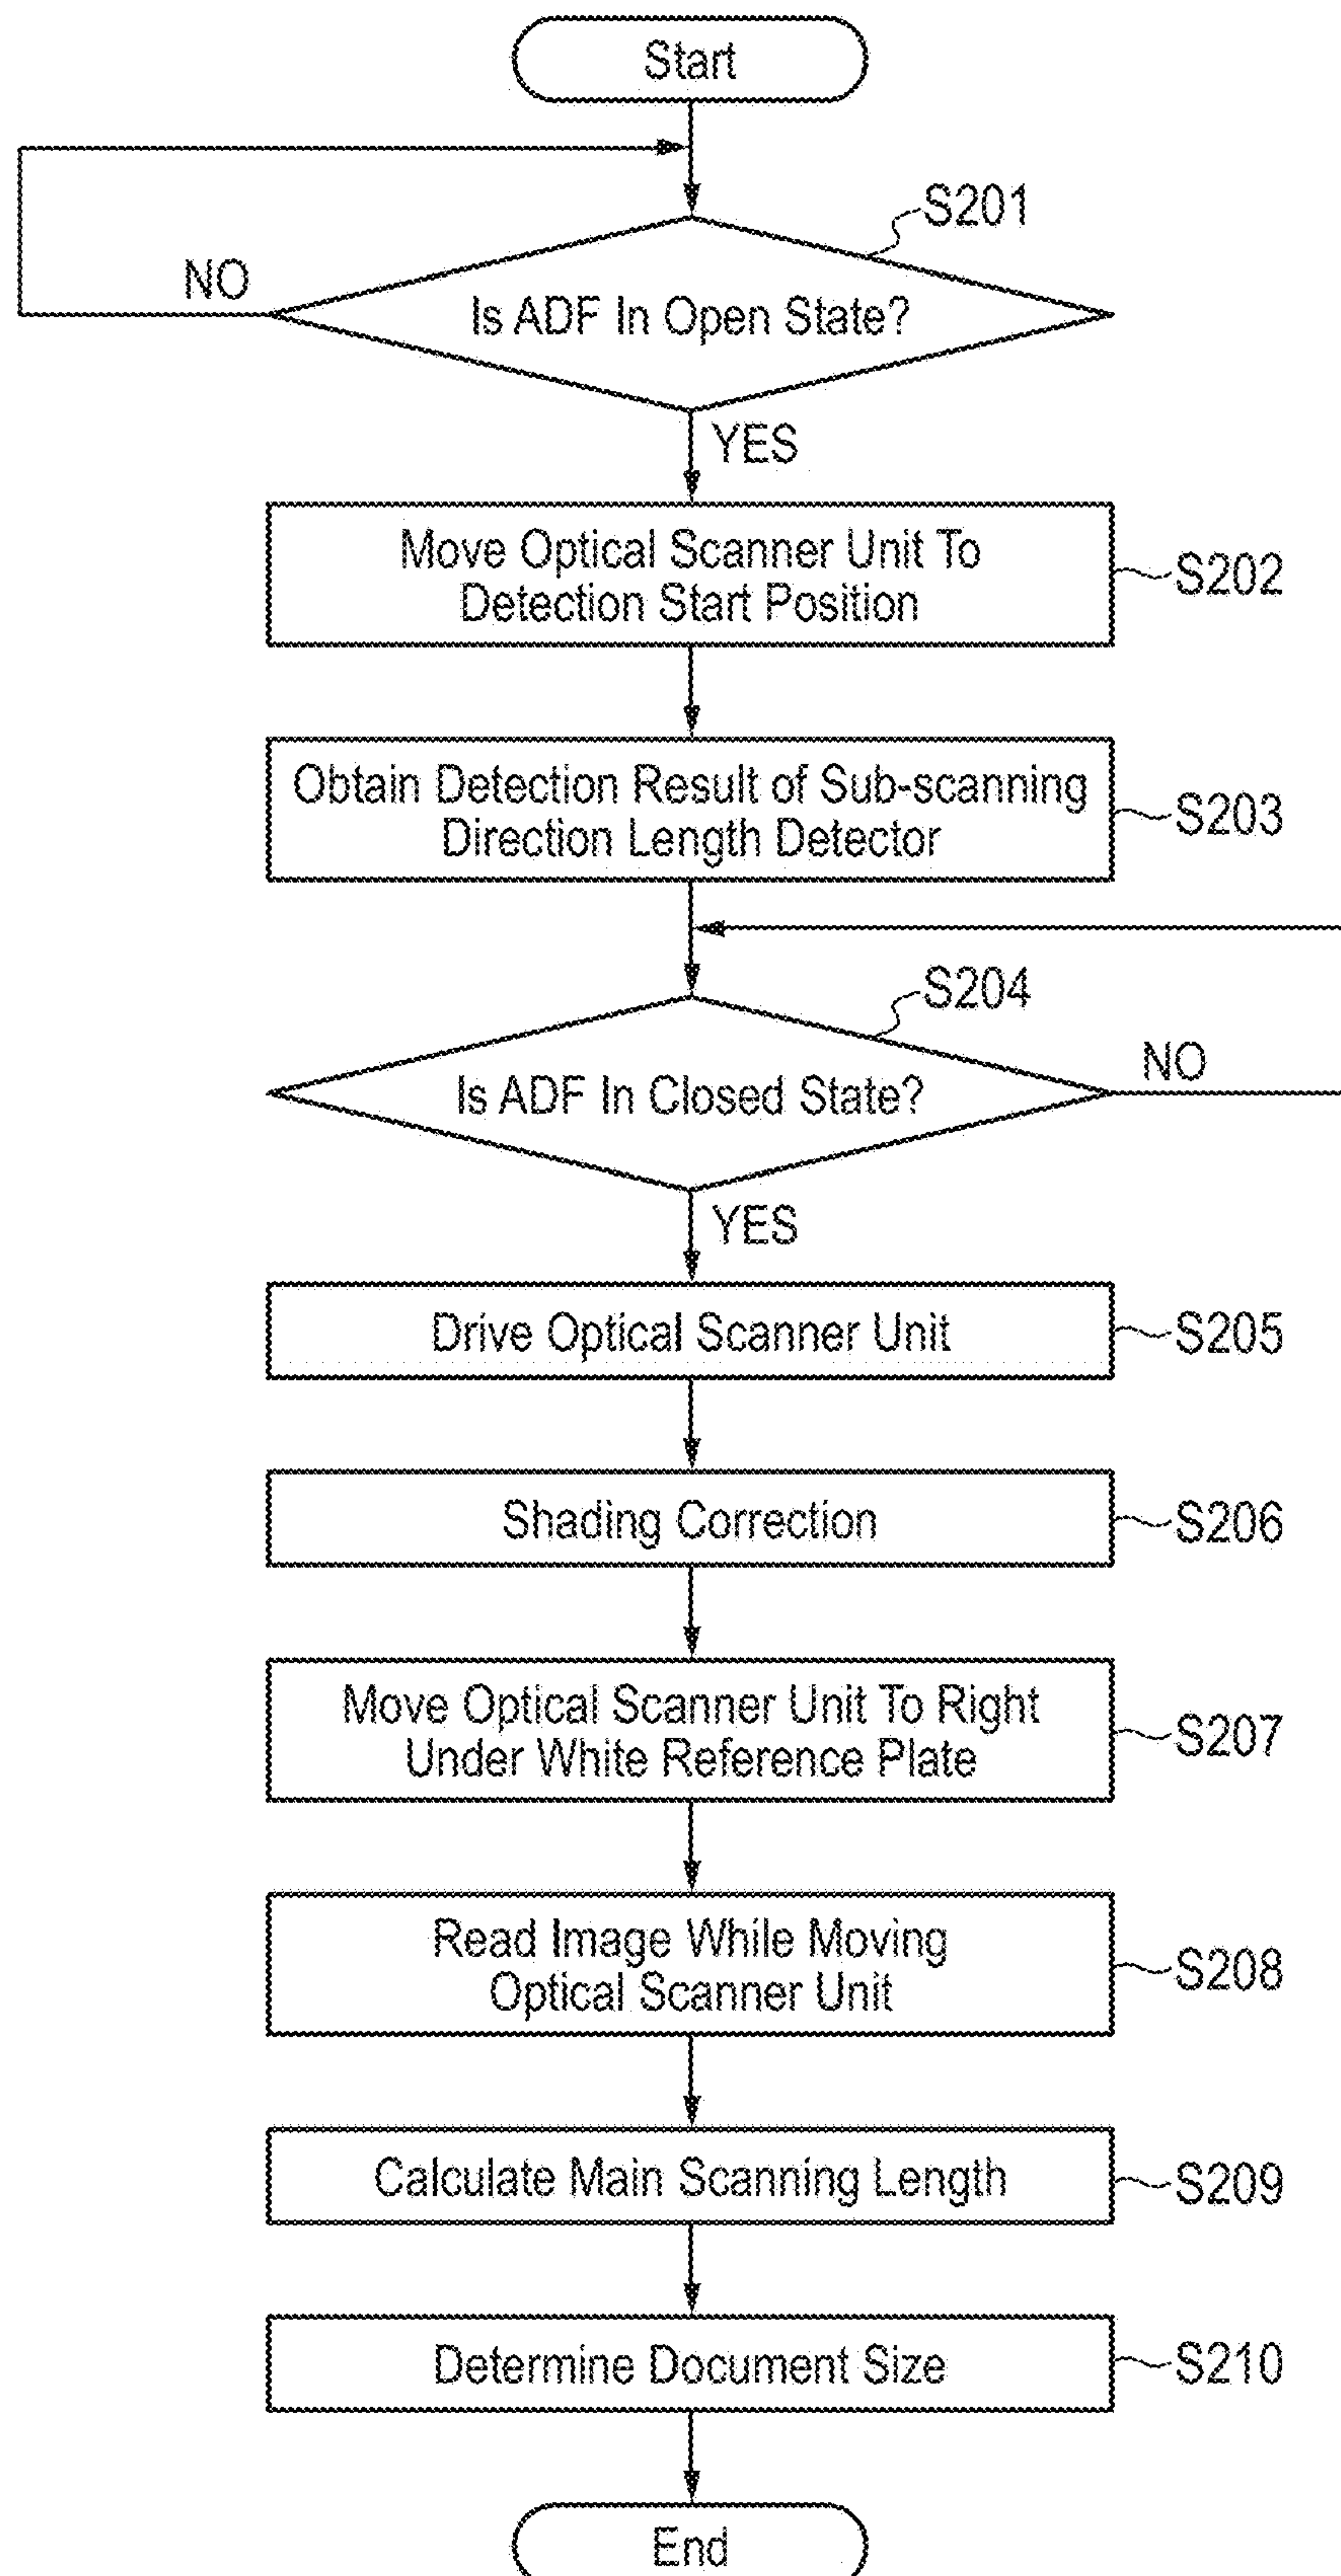 Start
S201
NO
Is ADF In Open State?
YES
Move Optical Scanner Unit To
Detection Start Position
S202
Obtain Detection Result of Sub-scanning
Direction Length Detector
S203
S204
NO
Is ADF In Closed State?
YES
Drive Optical Scanner Unit
S205
Shading Correction
S206
Move Optical Scanner Unit To Right
Under White Reference Plate
S207
Read Image While Moving
Optical Scanner Unit
S208
Calculate Main Scanning Length
S209
Determine Document Size
S210
End